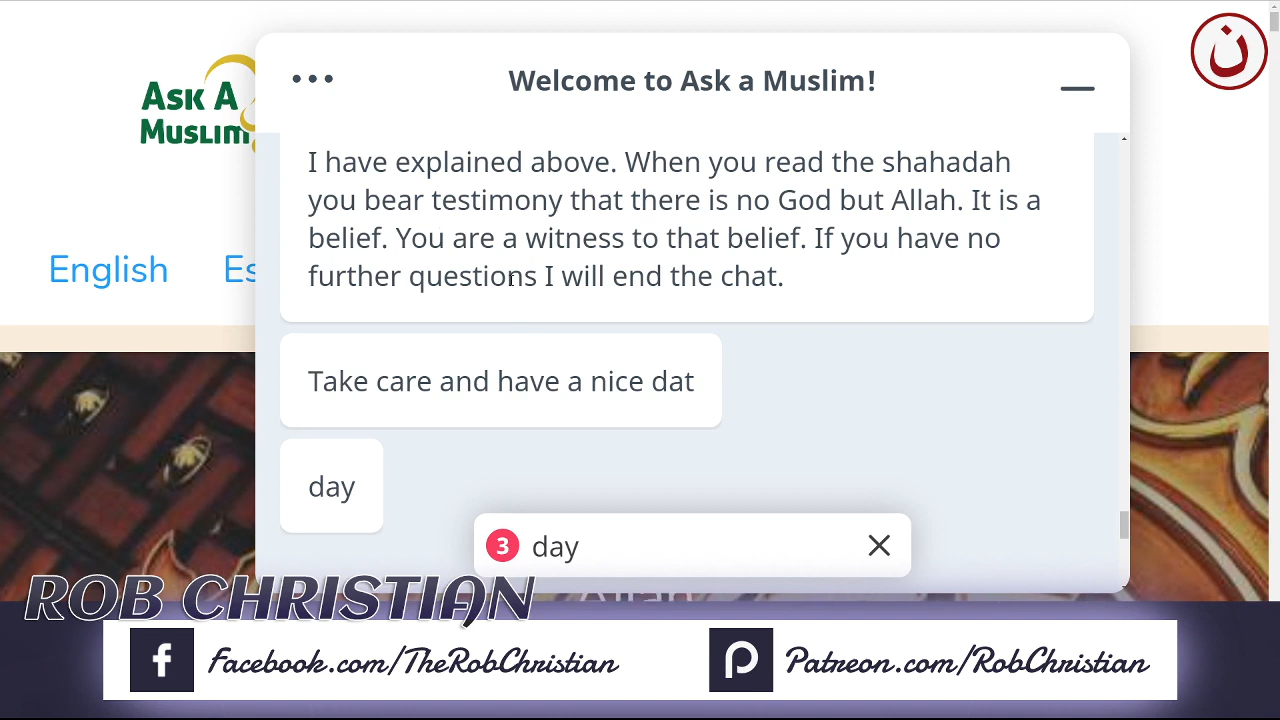 ن
Welcome to Ask a Muslim!
ASK A
MUSLIM
I have explained above. When you read the shahadah
you bear testimony that there is no God but Allah. It is a
belief. You are a witness to that belief. If you have no
further questions I will end the chat.
English
Es
Take care and have a nice dat
day
3 day
Allah
ROB CHRISTIAN
Facebook.com/TheRobChristian
Patreon.com/RobChristian